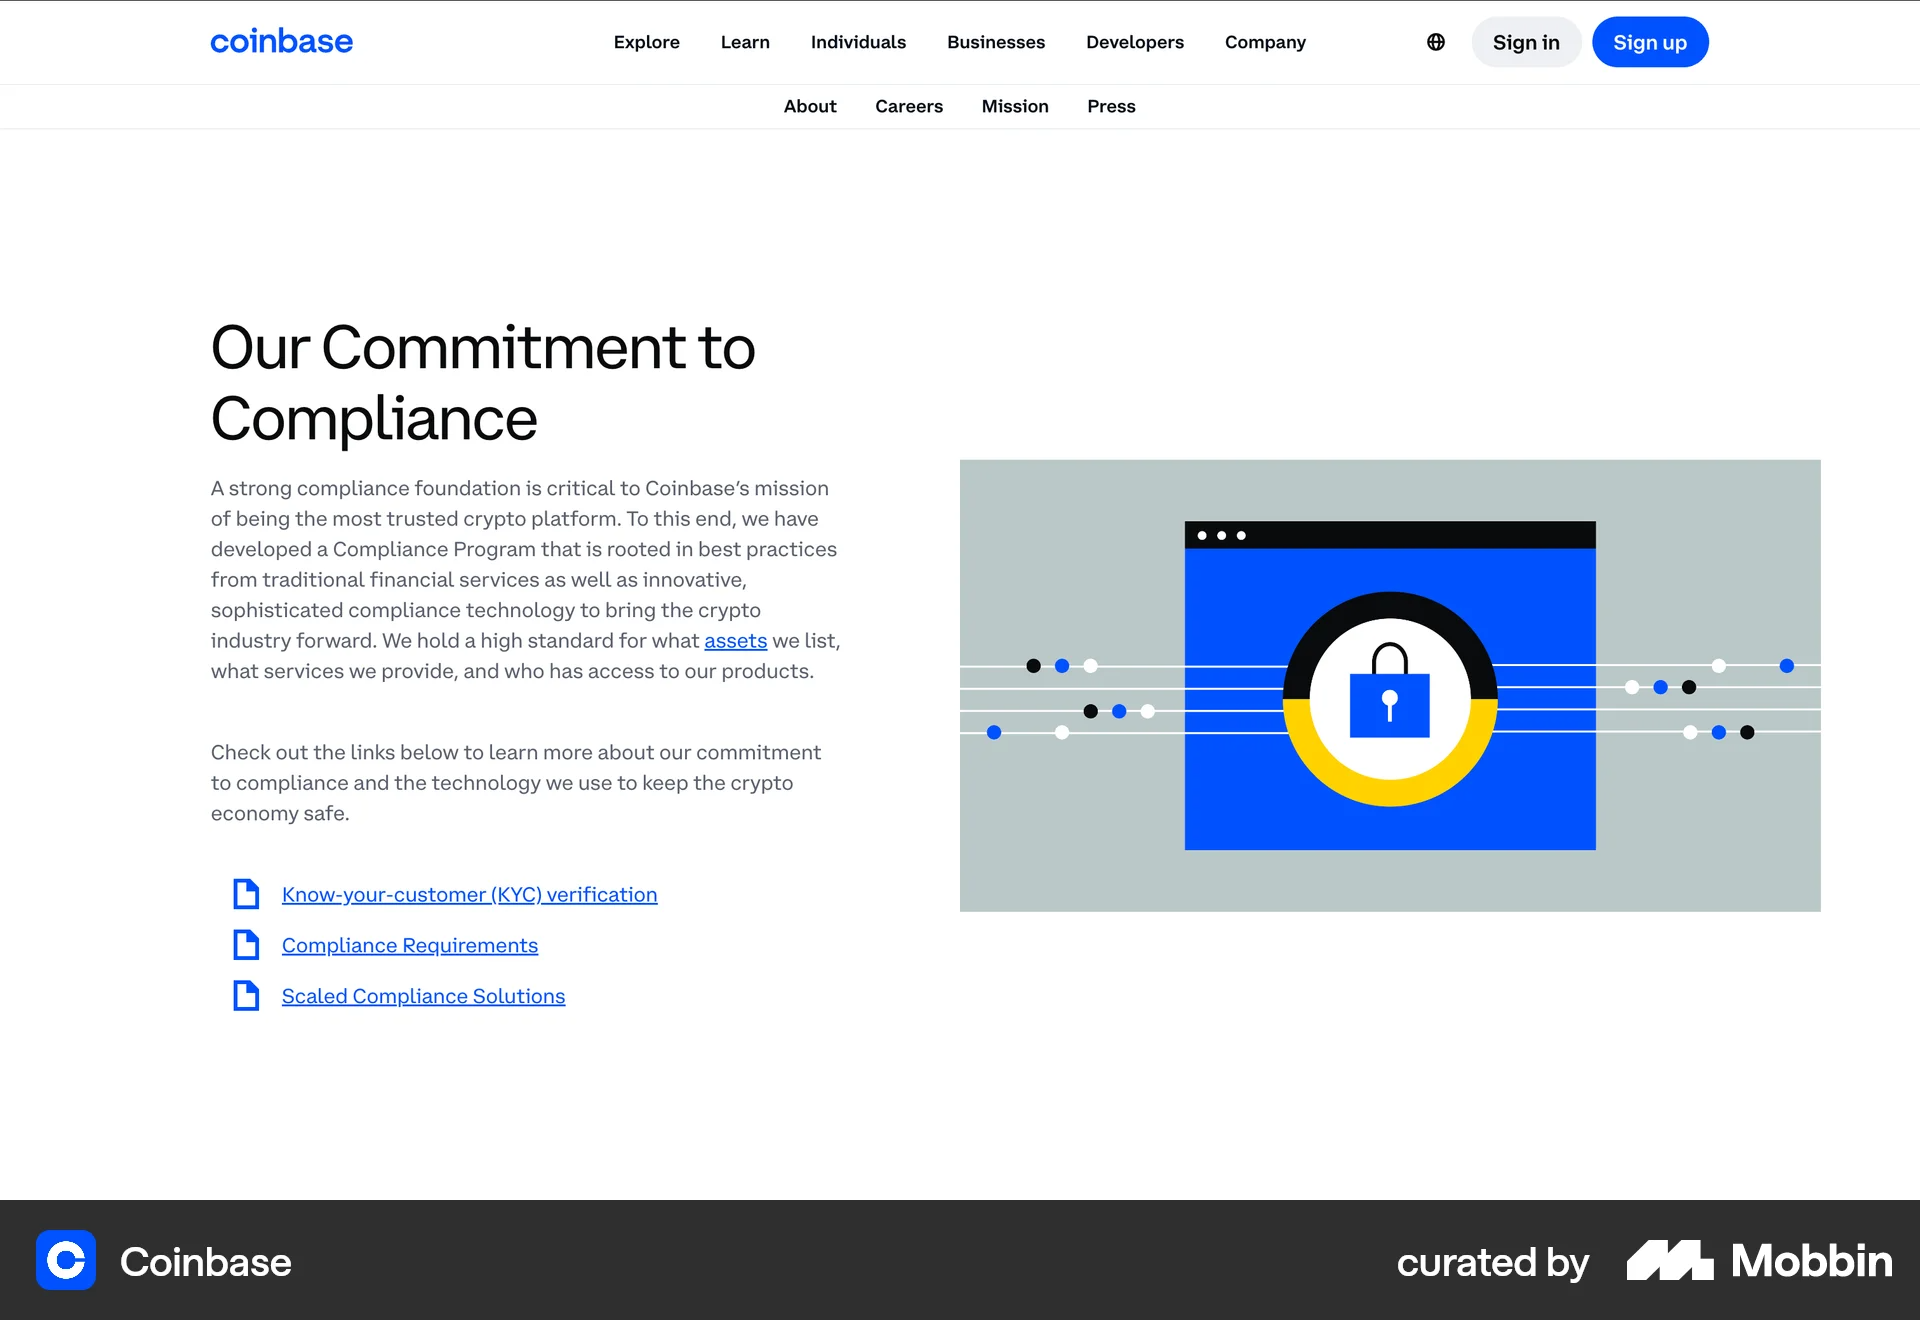 coinbase
Explore Learn Individuals Businesses Developers Company
Sign in Sign up
About Careers Mission Press
Our Commitment to
Compliance
A strong compliance foundation is critical to Coinbase’s mission
of being the most trusted crypto platform. To this end, we have
developed a Compliance Program that is rooted in best practices
from traditional financial services as well as innovative,
sophisticated compliance technology to bring the crypto
industry forward. We hold a high standard for what assets we list,
what services we provide, and who has access to our products.
Check out the links below to learn more about our commitment
to compliance and the technology we use to keep the crypto
economy safe.
Know-your-customer (KYC) verification
Compliance Requirements
Scaled Compliance Solutions
Coinbase
curated by Mobbin